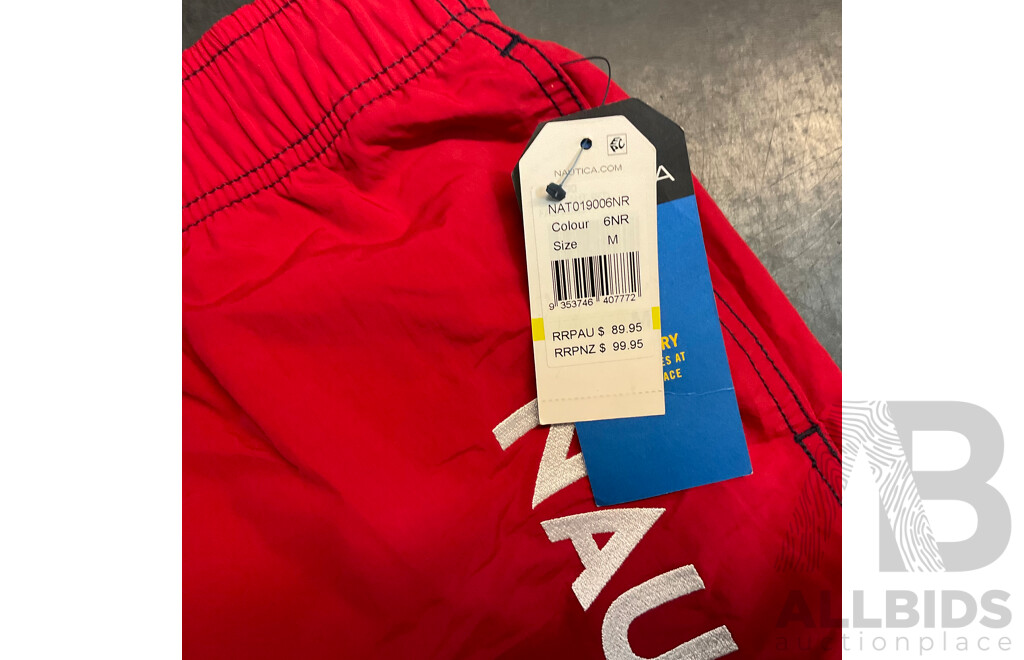 NAUTICA.COM
NAT019006NR
Colour 6NR
Size M
9 353746 407772
RRPAU $ 89.95
RRPNZ $ 99.95
A
RY
ES AT
ACE
NAU
B
ALLBIDS
auctionplace